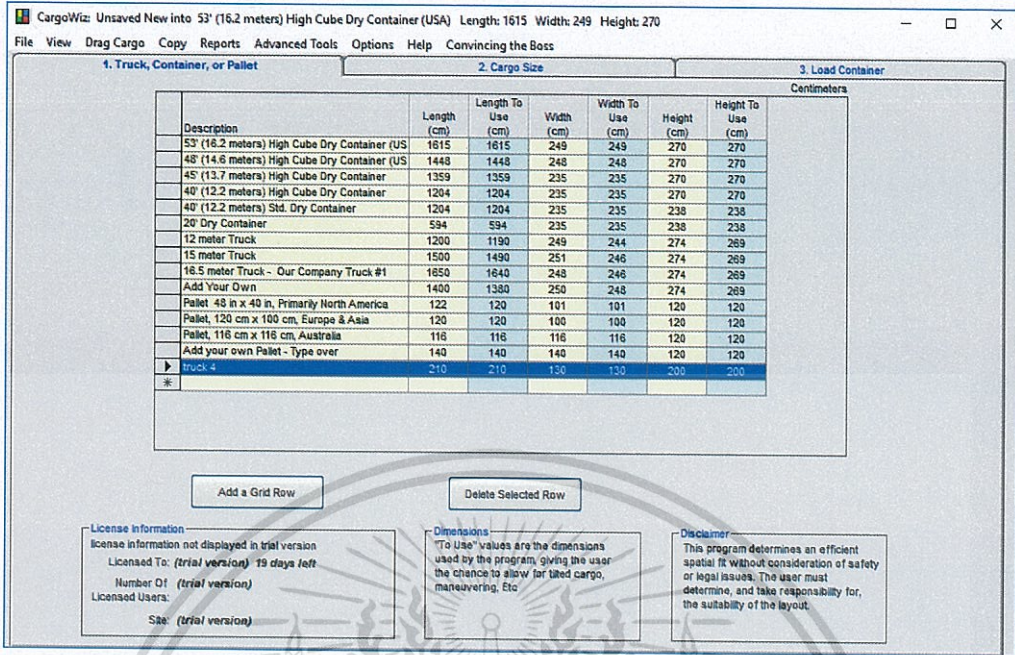 CargoWiz: Unsaved New into 53' (16.2 meters) High Cube Dry Container (USA) Length: 1615 Width: 249 Height: 270
File View Drag Cargo Copy Reports Advanced Tools Options Help Convincing the Boss
1. Truck, Container, or Pallet 2. Cargo Size 3. Load Container
Centimeters
Description Length (cm) Length To Use (cm) Width (cm) Width To Use (cm) Height (cm) Height To Use (cm)
53' (16.2 meters) High Cube Dry Container (US 1615 1615 249 249 270 270
48' (14.6 meters) High Cube Dry Container (US 1448 1448 248 248 270 270
45' (13.7 meters) High Cube Dry Container 1359 1359 235 235 270 270
40' (12.2 meters) High Cube Dry Container 1204 1204 235 235 270 270
40' (12.2 meters) Std. Dry Container 1204 1204 235 235 238 238
20' Dry Container 594 594 235 235 238 238
12 meter Truck 1200 1190 249 244 274 269
15 meter Truck 1500 1490 251 246 274 269
16.5 meter Truck - Our Company Truck #1 1650 1640 248 246 274 269
Add Your Own 1400 1380 250 248 274 269
Pallet 48 in x 40 in, Primarily North America 122 120 101 101 120 120
Pallet, 120 cm x 100 cm, Europe & Asia 120 120 100 100 120 120
Pallet, 116 cm x 116 cm, Australia 116 116 116 116 120 120
Add your own Pallet - Type over 140 140 140 140 120 120
truck 4 210 210 130 130 200 200
Add a Grid Row Delete Selected Row
License Information
license information not displayed in trial version
Licensed To: (trial version) 19 days left
Number Of (trial version)
Licensed Users:
Site: (trial version)
Dimensions
"To Use" values are the dimensions
used by the program, giving the user
the chance to allow for tilted cargo,
maneuvering, Etc
Disclaimer
This program determines an efficient
spatial fit without consideration of safety
or legal issues. The user must
determine, and take responsibility for,
the suitability of the layout.